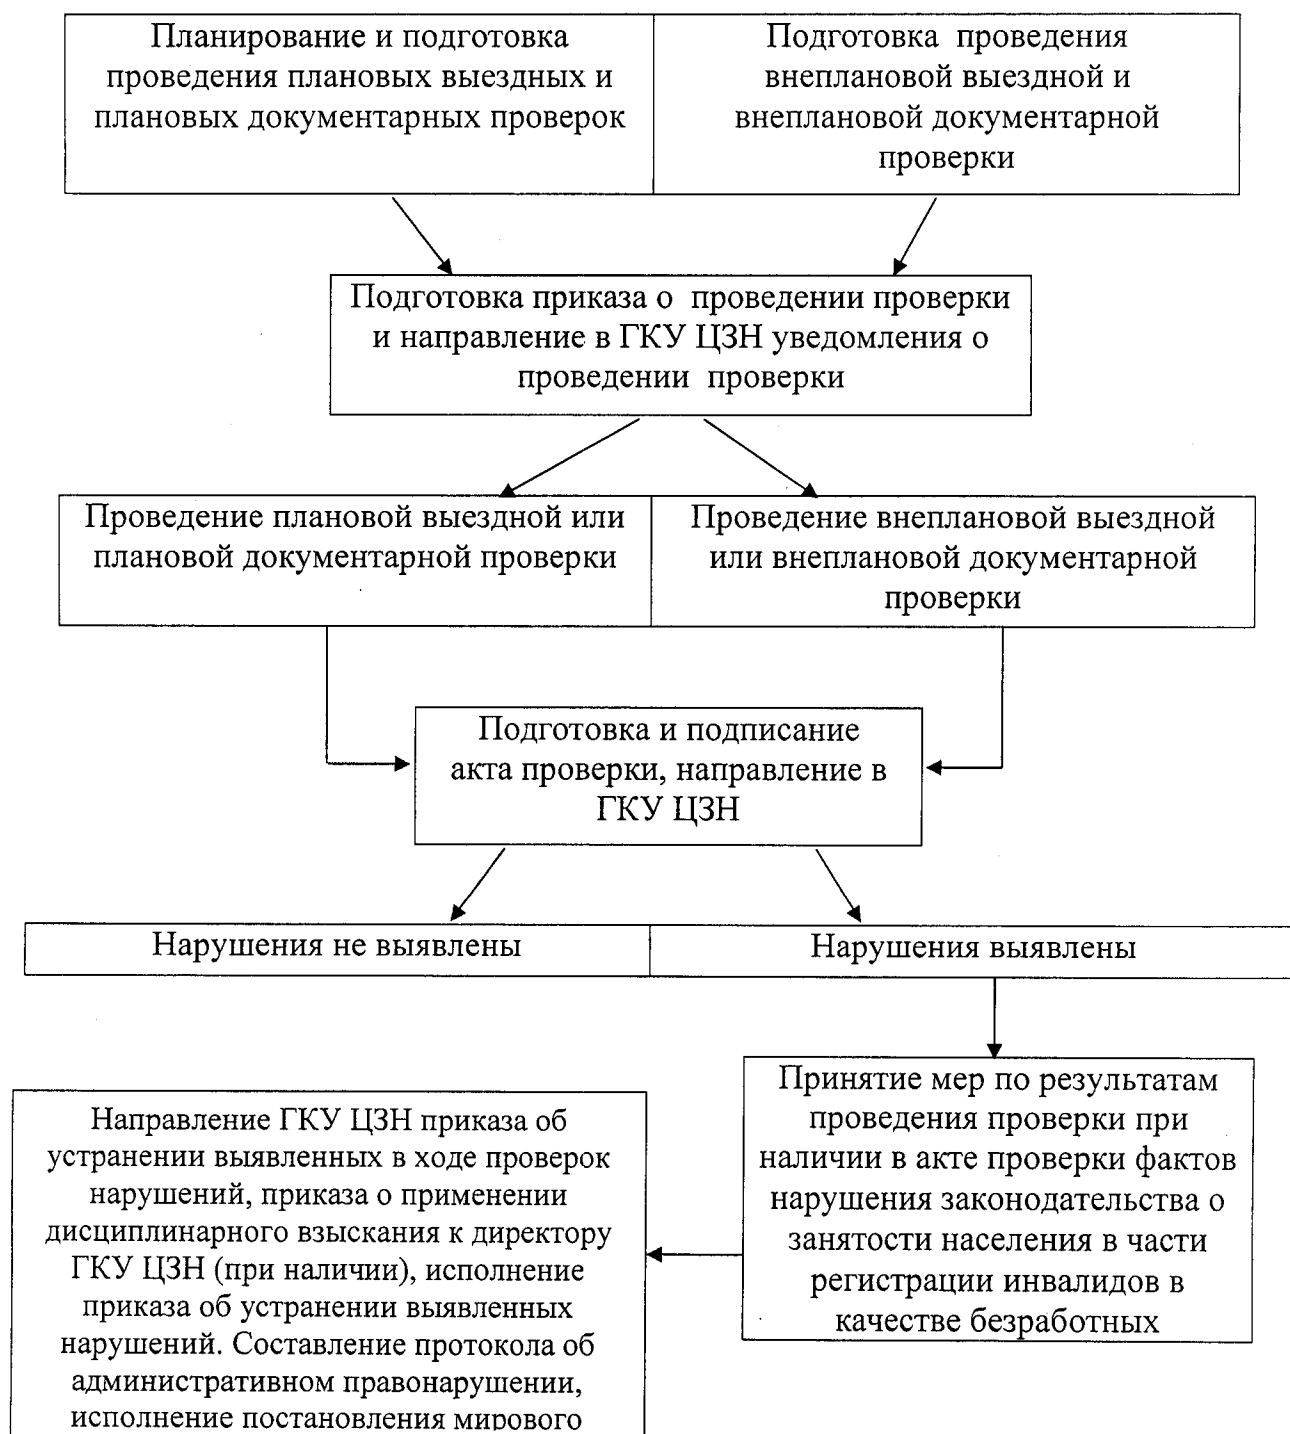 Планирование и подготовка
проведения плановых выездных и
плановых документарных проверок
Подготовка проведения
внеплановой выездной и
внеплановой документарной
проверки
Подготовка приказа о проведении проверки
и направление в ГКУ ЦЗН уведомления о
проведении проверки
Проведение плановой выездной или
плановой документарной проверки
Проведение внеплановой выездной
или внеплановой документарной
проверки
Подготовка и подписание
акта проверки, направление в
ГКУ ЦЗН
Нарушения не выявлены
Нарушения выявлены
Принятие мер по результатам
проведения проверки при
наличии в акте проверки фактов
нарушения законодательства о
занятости населения в части
регистрации инвалидов в
качестве безработных
Направление ГКУ ЦЗН приказа об
устранении выявленных в ходе проверок
нарушений, приказа о применении
дисциплинарного взыскания к директору
ГКУ ЦЗН (при наличии), исполнение
приказа об устранении выявленных
нарушений. Составление протокола об
административном правонарушении,
исполнение постановления мирового